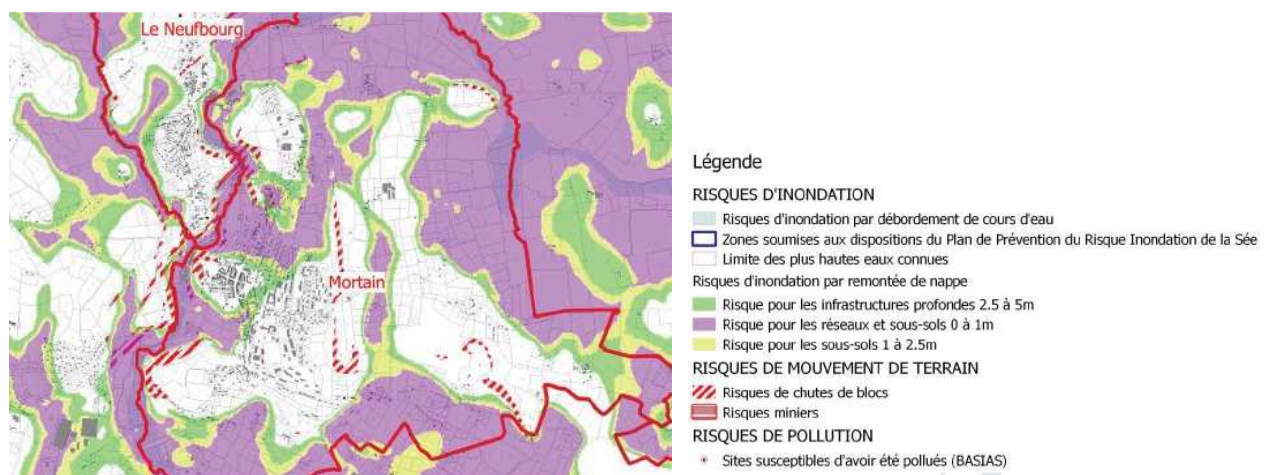 Le Neufbourg
Mortain
Légende
RISQUES D'INONDATION
Risques d'inondation par débordement de cours d'eau
Zones soumises aux dispositions du Plan de Prévention du Risque Inondation de la Sée
Limite des plus hautes eaux connues
Risques d'inondation par remontée de nappe
Risque pour les infrastructures profondes 2.5 à 5m
Risque pour les réseaux et sous-sols 0 à 1m
Risque pour les sous-sols 1 à 2.5m
RISQUES DE MOUVEMENT DE TERRAIN
Risques de chutes de blocs
Risques miniers
RISQUES DE POLLUTION
Sites susceptibles d'avoir été pollués (BASIAS)